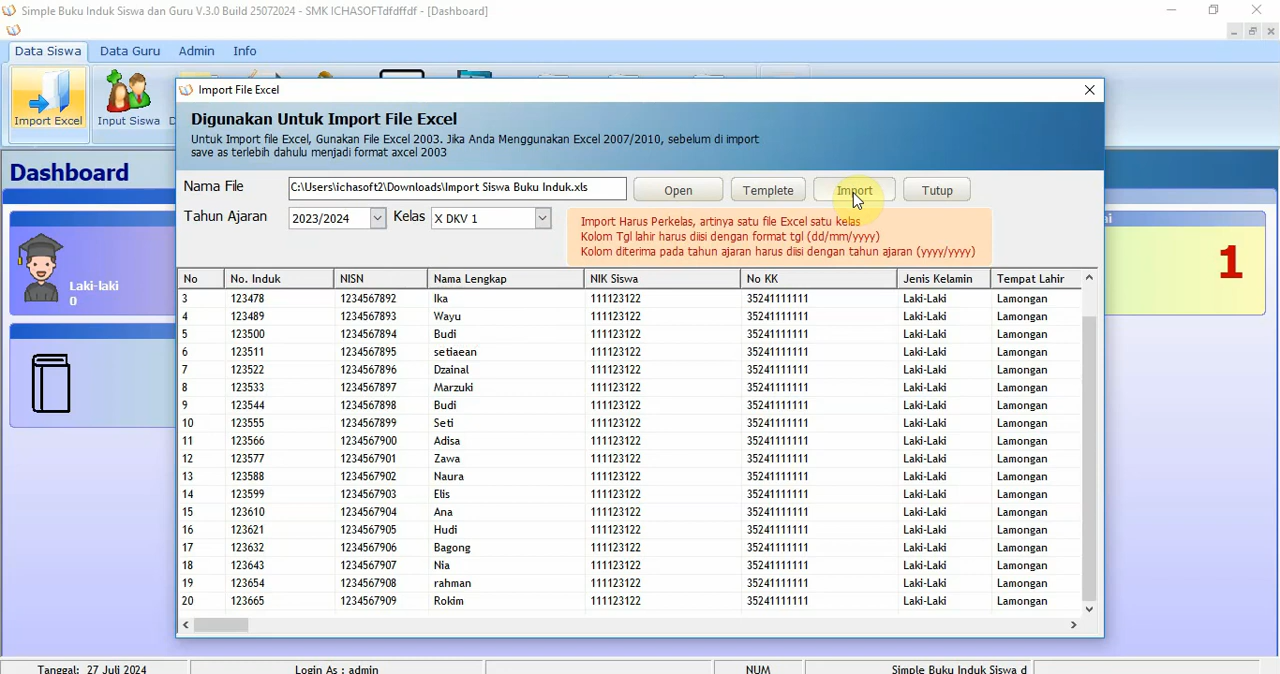 Simple Buku Induk Siswa dan Guru V.3.0 Build 25072024 - SMK ICHASOFTdfdffdf - [Dashboard]
Data Siswa Data Guru Admin Info
Import Excel Input Siswa
Import File Excel
Digunakan Untuk Import File Excel
Untuk Import file Excel, Gunakan File Excel 2003. Jika Anda Menggunakan Excel 2007/2010, sebelum di import
save as terlebih dahulu menjadi format axcel 2003
Dashboard
Nama File C:\Users\ichasoft2\Downloads\Import Siswa Buku Induk.xls Open Templete Import Tutup
Tahun Ajaran 2023/2024 Kelas X DKV 1
Import Harus Perkelas, artinya satu file Excel satu kelas
Kolom Tgl lahir harus diisi dengan format tgl (dd/mm/yyyy)
Kolom diterima pada tahun ajaran harus diisi dengan tahun ajaran (yyyy/yyyy)
Laki-laki
0
1
No No. Induk NISN Nama Lengkap NIK Siswa No KK Jenis Kelamin Tempat Lahir
3 123478 1234567892 Ika 111123122 35241111111 Laki-Laki Lamongan
4 123489 1234567893 Wayu 111123122 35241111111 Laki-Laki Lamongan
5 123500 1234567894 Budi 111123122 35241111111 Laki-Laki Lamongan
6 123511 1234567895 setiaean 111123122 35241111111 Laki-Laki Lamongan
7 123522 1234567896 Dzainal 111123122 35241111111 Laki-Laki Lamongan
8 123533 1234567897 Marzuki 111123122 35241111111 Laki-Laki Lamongan
9 123544 1234567898 Budi 111123122 35241111111 Laki-Laki Lamongan
10 123555 1234567899 Seti 111123122 35241111111 Laki-Laki Lamongan
11 123566 1234567900 Adisa 111123122 35241111111 Laki-Laki Lamongan
12 123577 1234567901 Zawa 111123122 35241111111 Laki-Laki Lamongan
13 123588 1234567902 Naura 111123122 35241111111 Laki-Laki Lamongan
14 123599 1234567903 Elis 111123122 35241111111 Laki-Laki Lamongan
15 123610 1234567904 Ana 111123122 35241111111 Laki-Laki Lamongan
16 123621 1234567905 Hudi 111123122 35241111111 Laki-Laki Lamongan
17 123632 1234567906 Bagong 111123122 35241111111 Laki-Laki Lamongan
18 123643 1234567907 Nia 111123122 35241111111 Laki-Laki Lamongan
19 123654 1234567908 rahman 111123122 35241111111 Laki-Laki Lamongan
20 123665 1234567909 Rokim 111123122 35241111111 Laki-Laki Lamongan
Tanggal: 27 Juli 2024 Login As : admin NUM Simple Buku Induk Siswa d